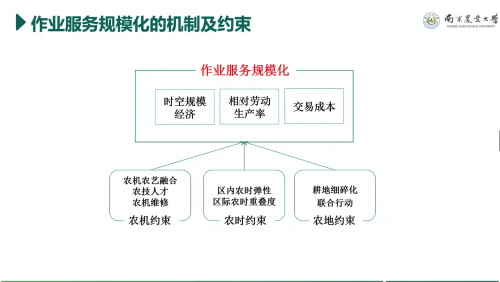 作业服务规模化的机制及约束
南京农业大学
NANJING AGRICULTURAL UNIVERSITY
作业服务规模化
时空规模
经济
相对劳动
生产率
交易成本
农机农艺融合
农技人才
农机维修
农机约束
区内农时弹性
区际农时重叠度
农时约束
耕地细碎化
联合行动
农地约束